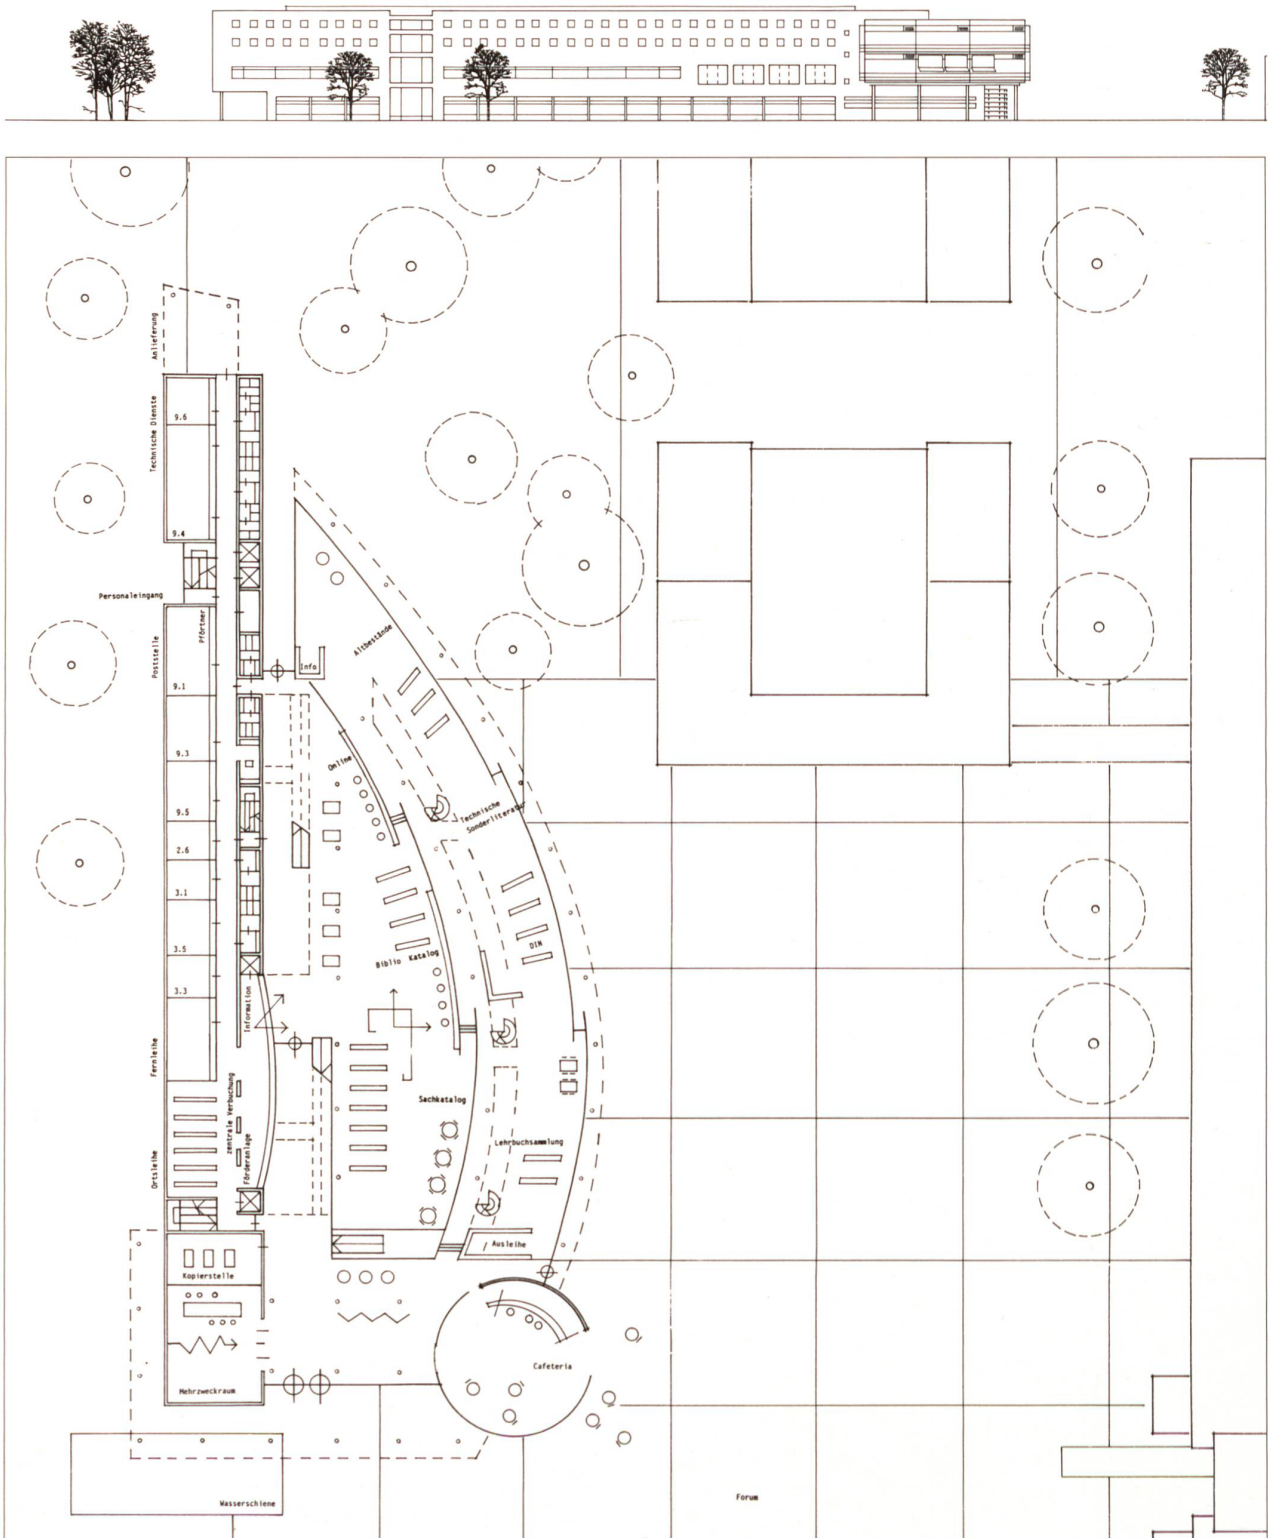 Anlieferung
Technische Dienste
9.6
9.4
Personaleingang
Pförtner
Poststelle
Info
Altbestände
9.1
9.3
Online
9.5
Technische
Sonderliteratur
2.6
3.1
3.5
Biblio Katalog
DIN
3.3
Information
Fernleihe
zentrale Verbuchung
Sachkatalog
Förderanlage
Lehrbuchsammlung
Ortsleihe
Ausleihe
Kopierstelle
Cafeteria
Mehrzweckraum
Wasserschiene
Forum